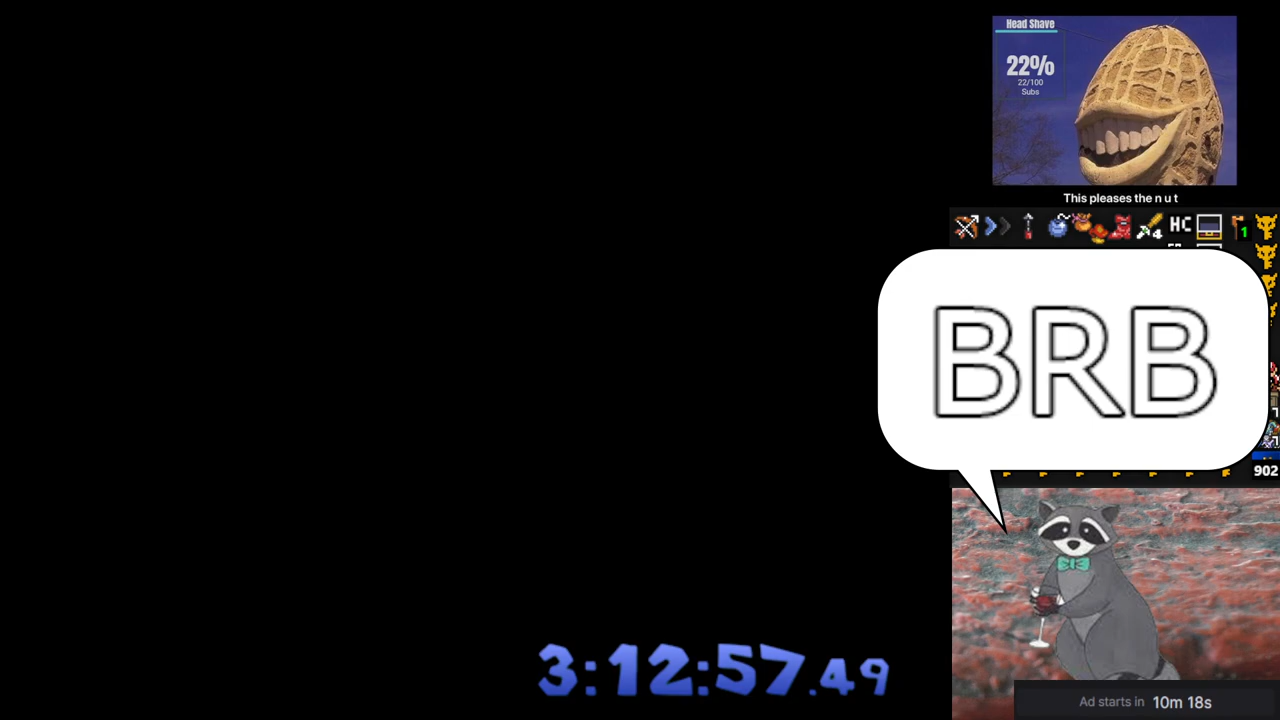 Head Shave
22%
22/100
Subs
This pleases the n u t
4
HC
1
BRB
902
3:12:57.49
Ad starts in 10m 18s